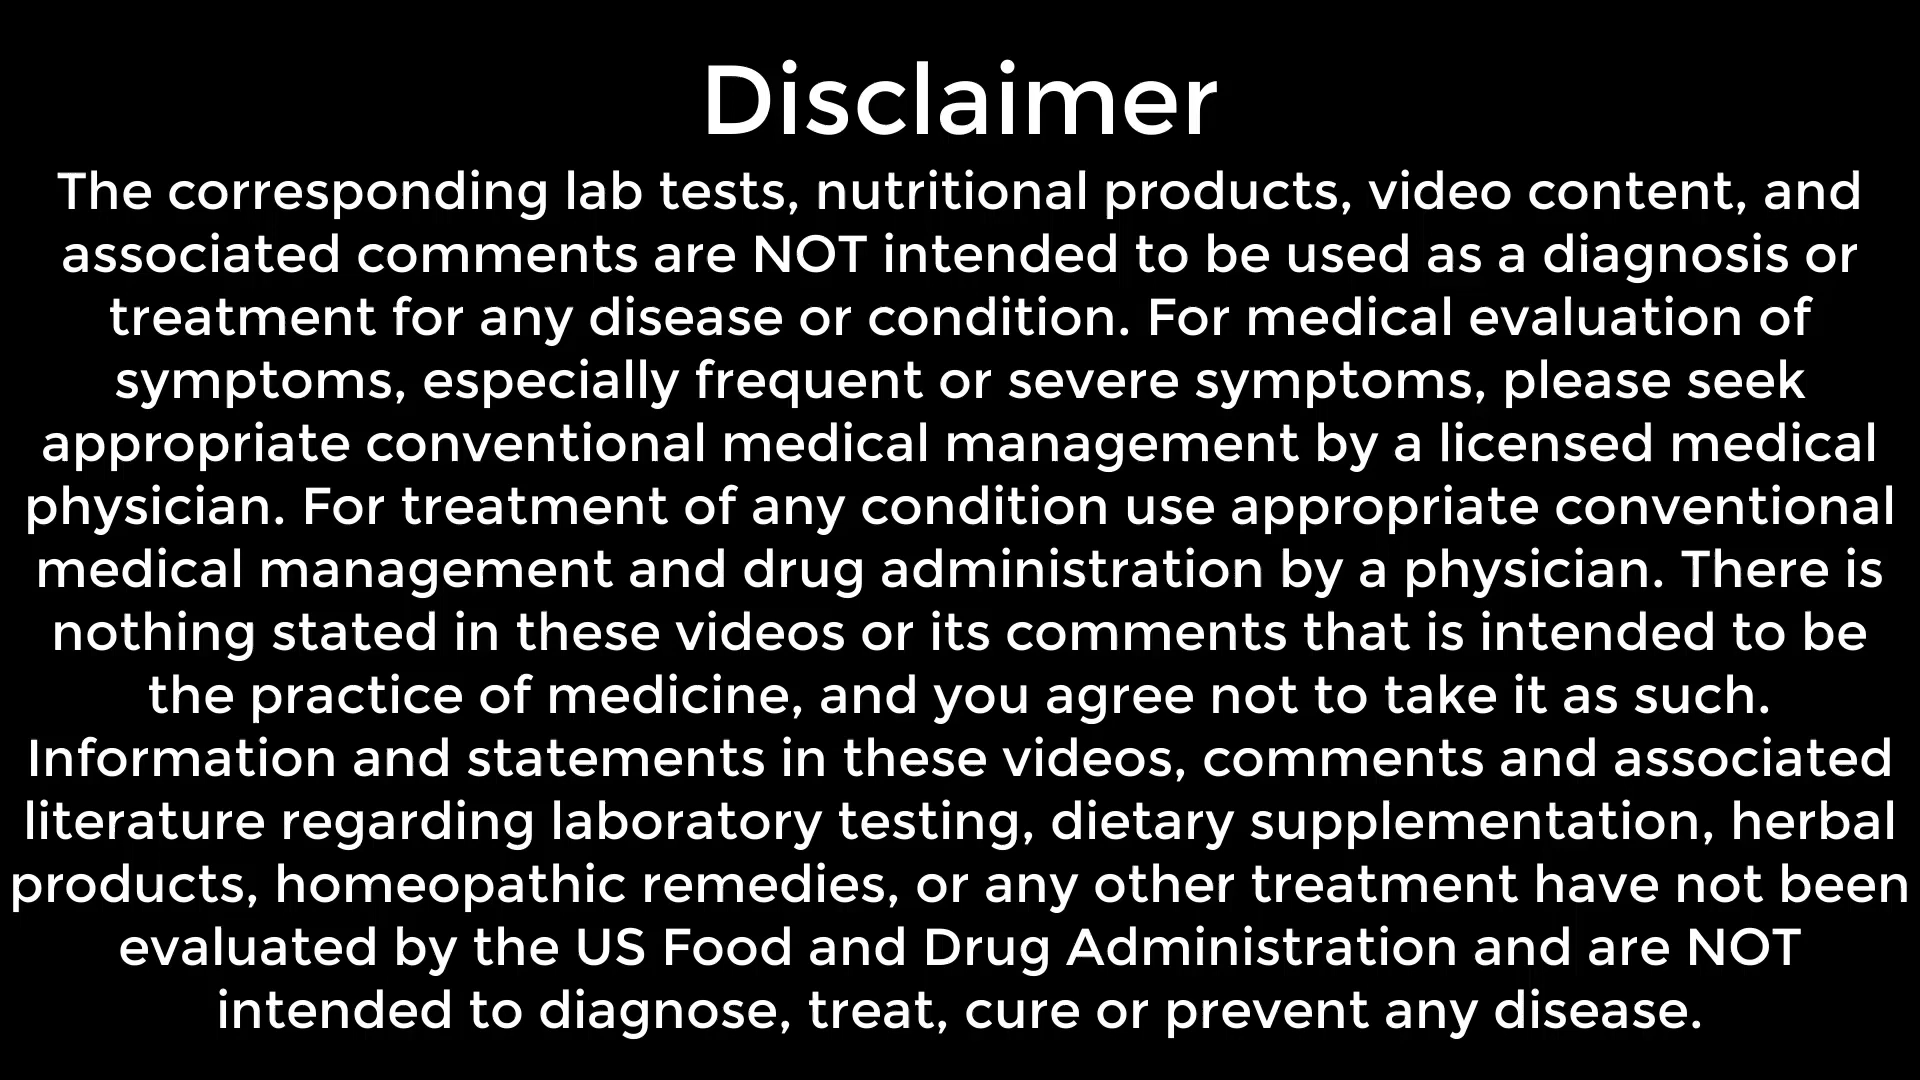 Disclaimer
The corresponding lab tests, nutritional products, video content, and
associated comments are NOT intended to be used as a diagnosis or
treatment for any disease or condition. For medical evaluation of
symptoms, especially frequent or severe symptoms, please seek
appropriate conventional medical management by a licensed medical
physician. For treatment of any condition use appropriate conventional
medical management and drug administration by a physician. There is
nothing stated in these videos or its comments that is intended to be
the practice of medicine, and you agree not to take it as such.
Information and statements in these videos, comments and associated
literature regarding laboratory testing, dietary supplementation, herbal
products, homeopathic remedies, or any other treatment have not been
evaluated by the US Food and Drug Administration and are NOT
intended to diagnose, treat, cure or prevent any disease.